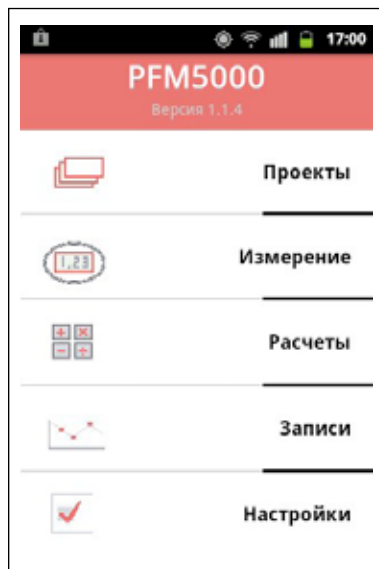 17:00
PFM5000
Версия 1.1.4
Проекты
1,23
Измерение
Расчеты
Записи
Настройки